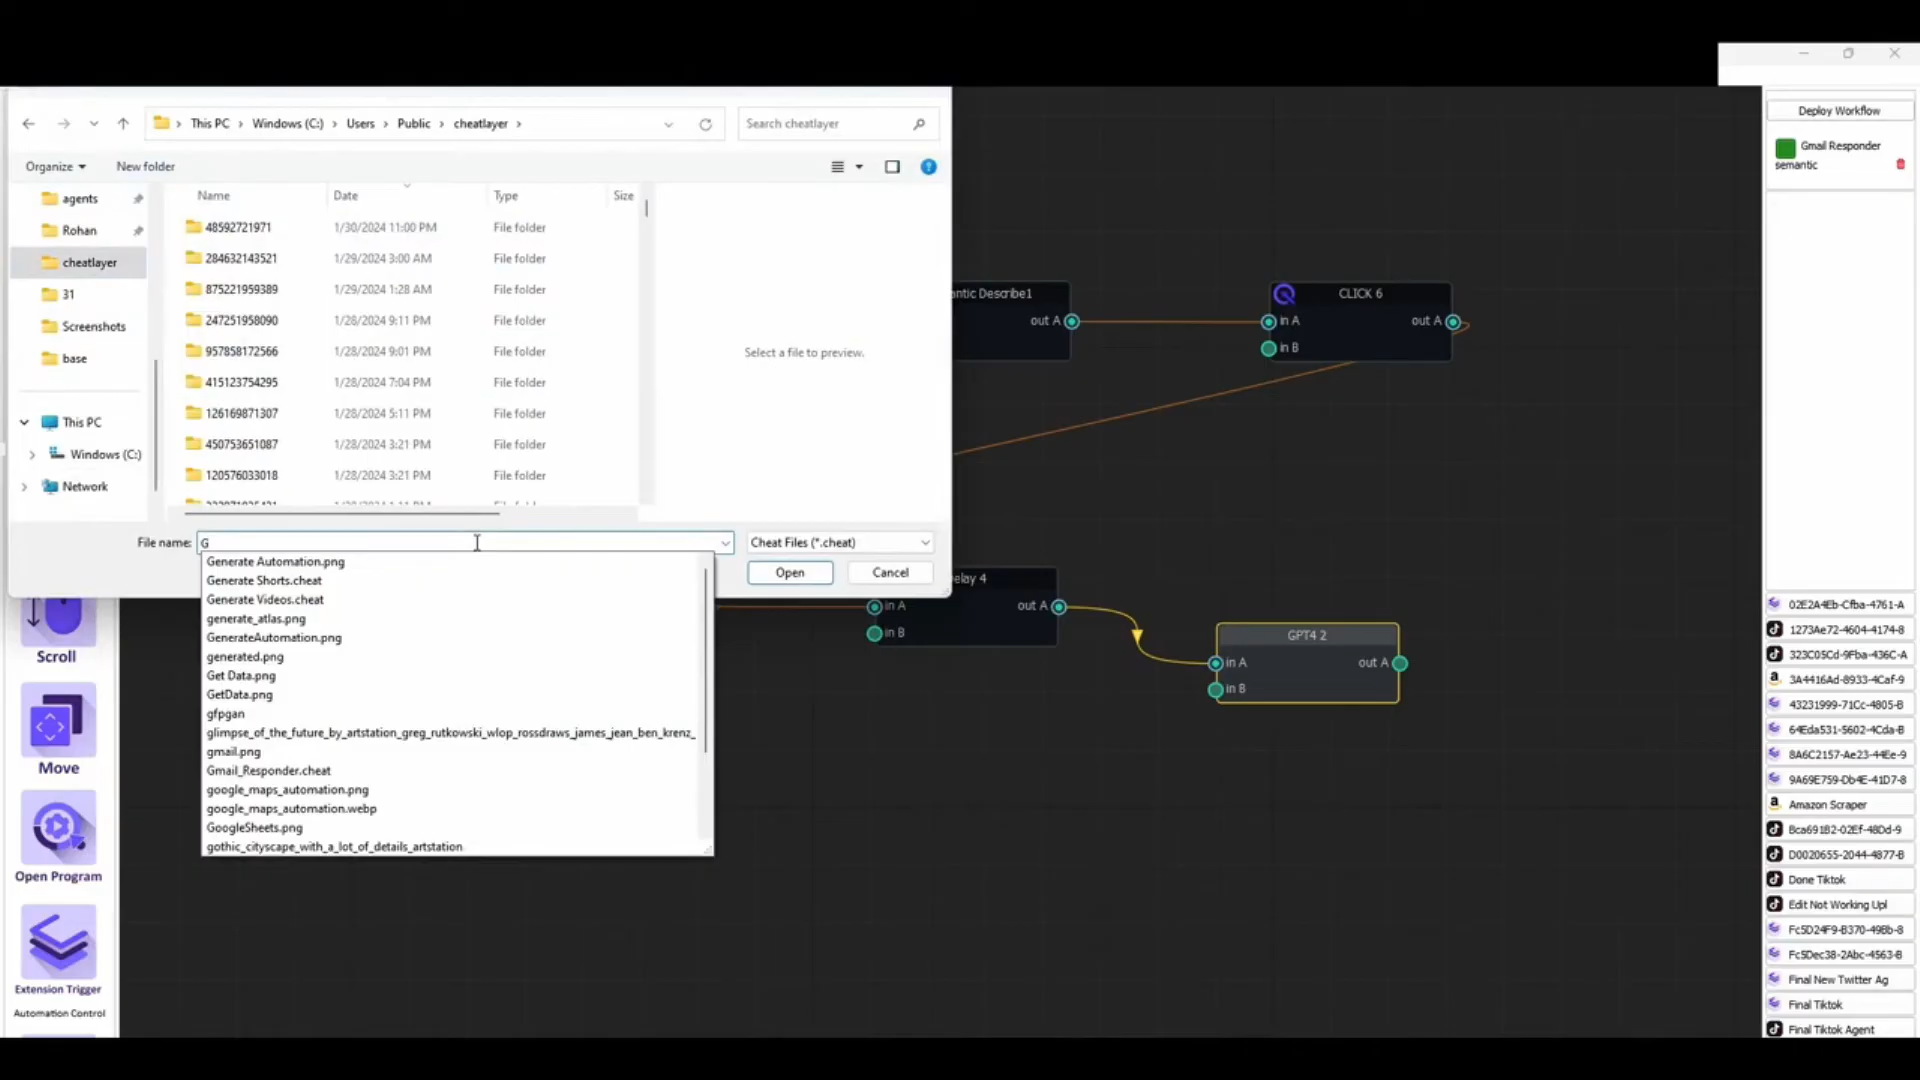 This PC > Windows (C:) > Users > Public > cheatlayer >
Search cheatlayer
Organize
New folder
Name Date Type Size
agents
Rohan
cheatlayer
31
Screenshots
base
This PC
Windows (C:)
Network
48592721971 1/30/2024 11:00 PM File folder
284632143521 1/29/2024 3:00 AM File folder
875221959389 1/29/2024 1:28 AM File folder
247251958090 1/28/2024 9:11 PM File folder
957858172566 1/28/2024 9:01 PM File folder
415123754295 1/28/2024 7:04 PM File folder
126169871307 1/28/2024 5:11 PM File folder
450753651087 1/28/2024 3:21 PM File folder
120576033018 1/28/2024 3:21 PM File folder
Select a file to preview.
File name: G
Cheat Files (*.cheat)
Open
Cancel
Generate Automation.png
Generate Shorts.cheat
Generate Videos.cheat
generate_atlas.png
GenerateAutomation.png
generated.png
Get Data.png
GetData.png
gfpgan
glimpse_of_the_future_by_artstation_greg_rutkowski_wlop_rossdraws_james_jean_ben_krenz_
gmail.png
Gmail_Responder.cheat
google_maps_automation.png
google_maps_automation.webp
GoogleSheets.png
gothic_cityscape_with_a_lot_of_details_artstation
Scroll
Move
Open Program
Extension Trigger
Automation Control
antic Describe1
out A
CLICK 6
in A out A
in B
elay 4
in A out A
in B
GPT4 2
in A out A
in B
Deploy Workflow
Gmail Responder
semantic
02E2A4Eb-Cfba-4761-A
1273Ae72-4604-4174-8
323C05Cd-9Fba-436C-A
3A4416Ad-8933-4Caf-9
43231999-71Cc-4805-B
64Eda531-5602-4Cda-B
8A6C2157-Ae23-44Ee-9
9A69E759-Db4E-41D7-8
Amazon Scraper
Bca691B2-02Ef-48Dd-9
D0020655-2044-4877-B
Done Tiktok
Edit Not Working Upl
Fc5D24F9-B370-49Bb-8
Fc5Dec38-2Abc-4563-B
Final New Twitter Ag
Final Tiktok
Final Tiktok Agent